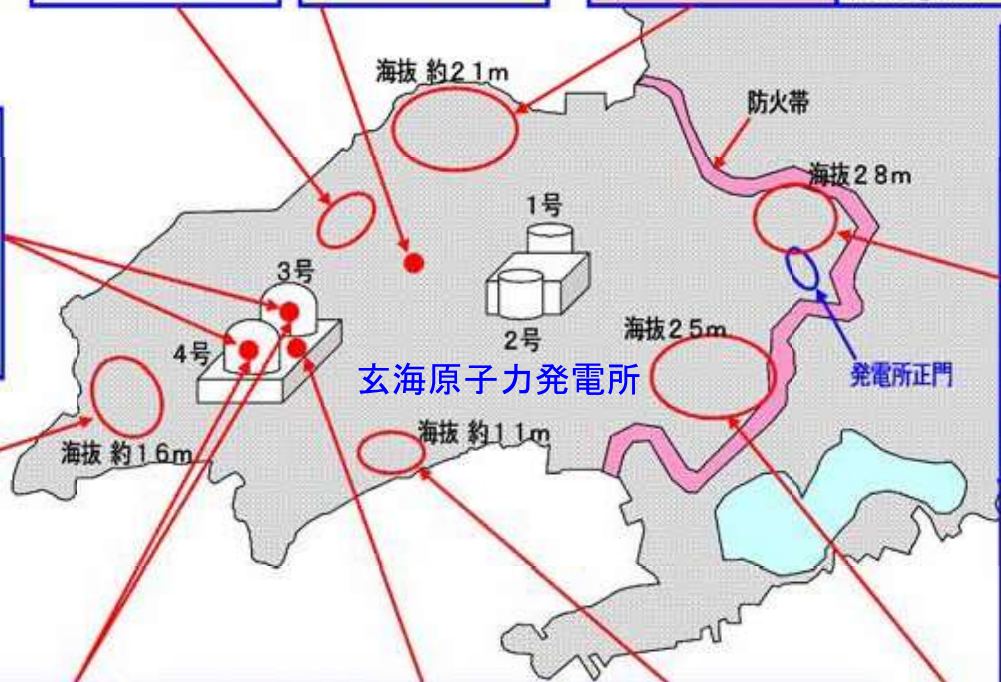 海抜 約21m
防火帯
海抜28m
1号
3号
2号
海抜25m
4号
玄海原子力発電所
発電所正門
海抜 約11m
海抜 約16m